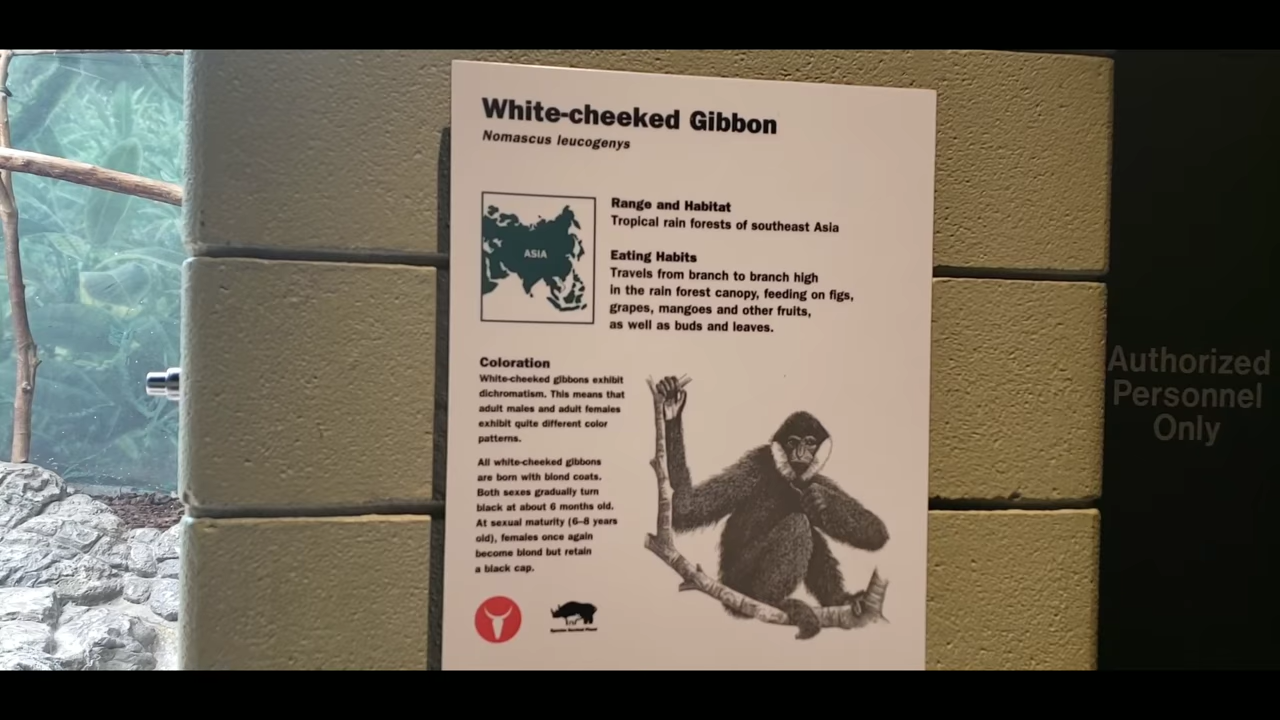 White-cheeked Gibbon
Nomascus leucogenys
ASIA
Range and Habitat
Tropical rain forests of southeast Asia
Eating Habits
Travels from branch to branch high
in the rain forest canopy, feeding on figs,
grapes, mangoes and other fruits,
as well as buds and leaves.
Coloration
White-cheeked gibbons exhibit
dichromatism. This means that
adult males and adult females
exhibit quite different color
patterns.
All white-cheeked gibbons
are born with blond coats.
Both sexes gradually turn
black at about 6 months old.
At sexual maturity (6–8 years
old), females once again
become blond but retain
a black cap.
Species Survival Plan®
Authorized
Personnel
Only